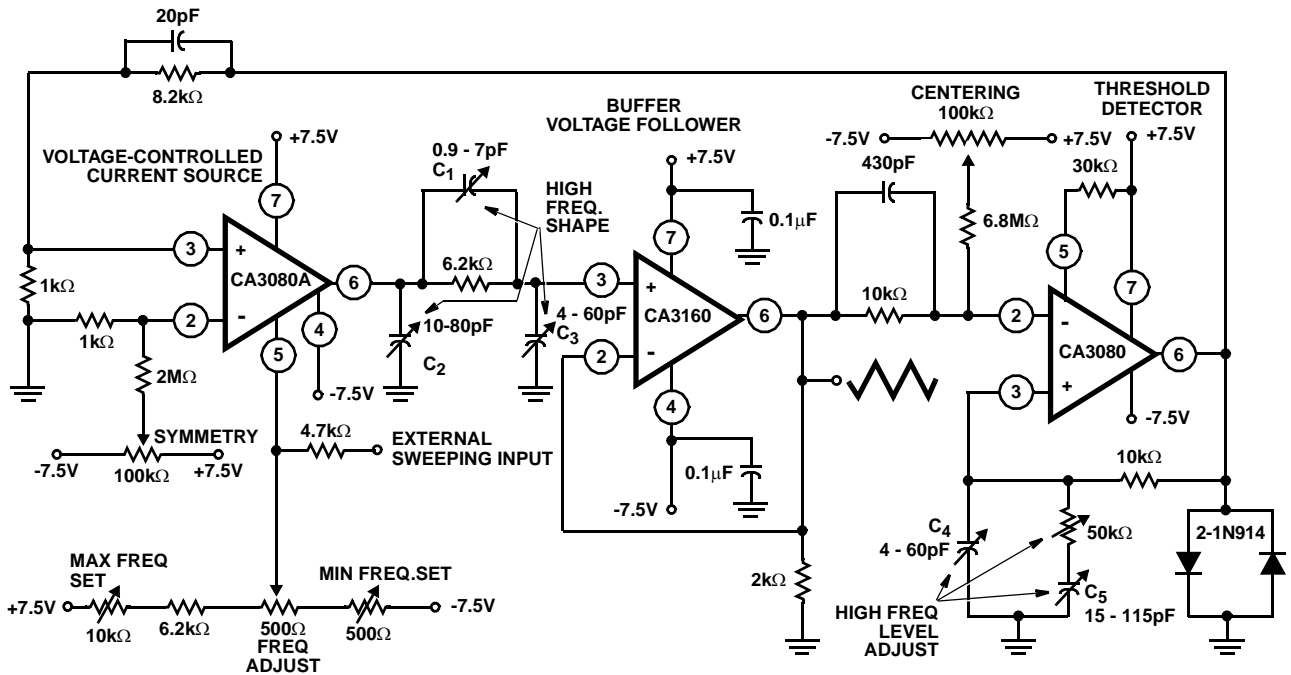 20pF
8.2kΩ
+7.5V
VOLTAGE-CONTROLLED
CURRENT SOURCE
7
3
+
CA3080A
6
1kΩ
1kΩ
2
-
4
5
-7.5V
2MΩ
SYMMETRY
-7.5V
+7.5V
100kΩ
4.7kΩ
EXTERNAL
SWEEPING INPUT
MAX FREQ
SET
+7.5V
10kΩ
6.2kΩ
500Ω
FREQ
ADJUST
MIN FREQ.SET
500Ω
-7.5V
0.9 - 7pF
C1
HIGH
FREQ.
SHAPE
6.2kΩ
10-80pF
C2
4 - 60pF
C3
BUFFER
VOLTAGE FOLLOWER
+7.5V
0.1μF
7
3
+
CA3160
6
2
-
4
0.1μF
-7.5V
2kΩ
CENTERING
100kΩ
-7.5V
+7.5V
430pF
6.8MΩ
10kΩ
THRESHOLD
DETECTOR
+7.5V
30kΩ
5
7
2
-
CA3080
6
3
+
-7.5V
10kΩ
C4
4 - 60pF
50kΩ
C5
15 - 115pF
HIGH FREQ
LEVEL
ADJUST
2-1N914